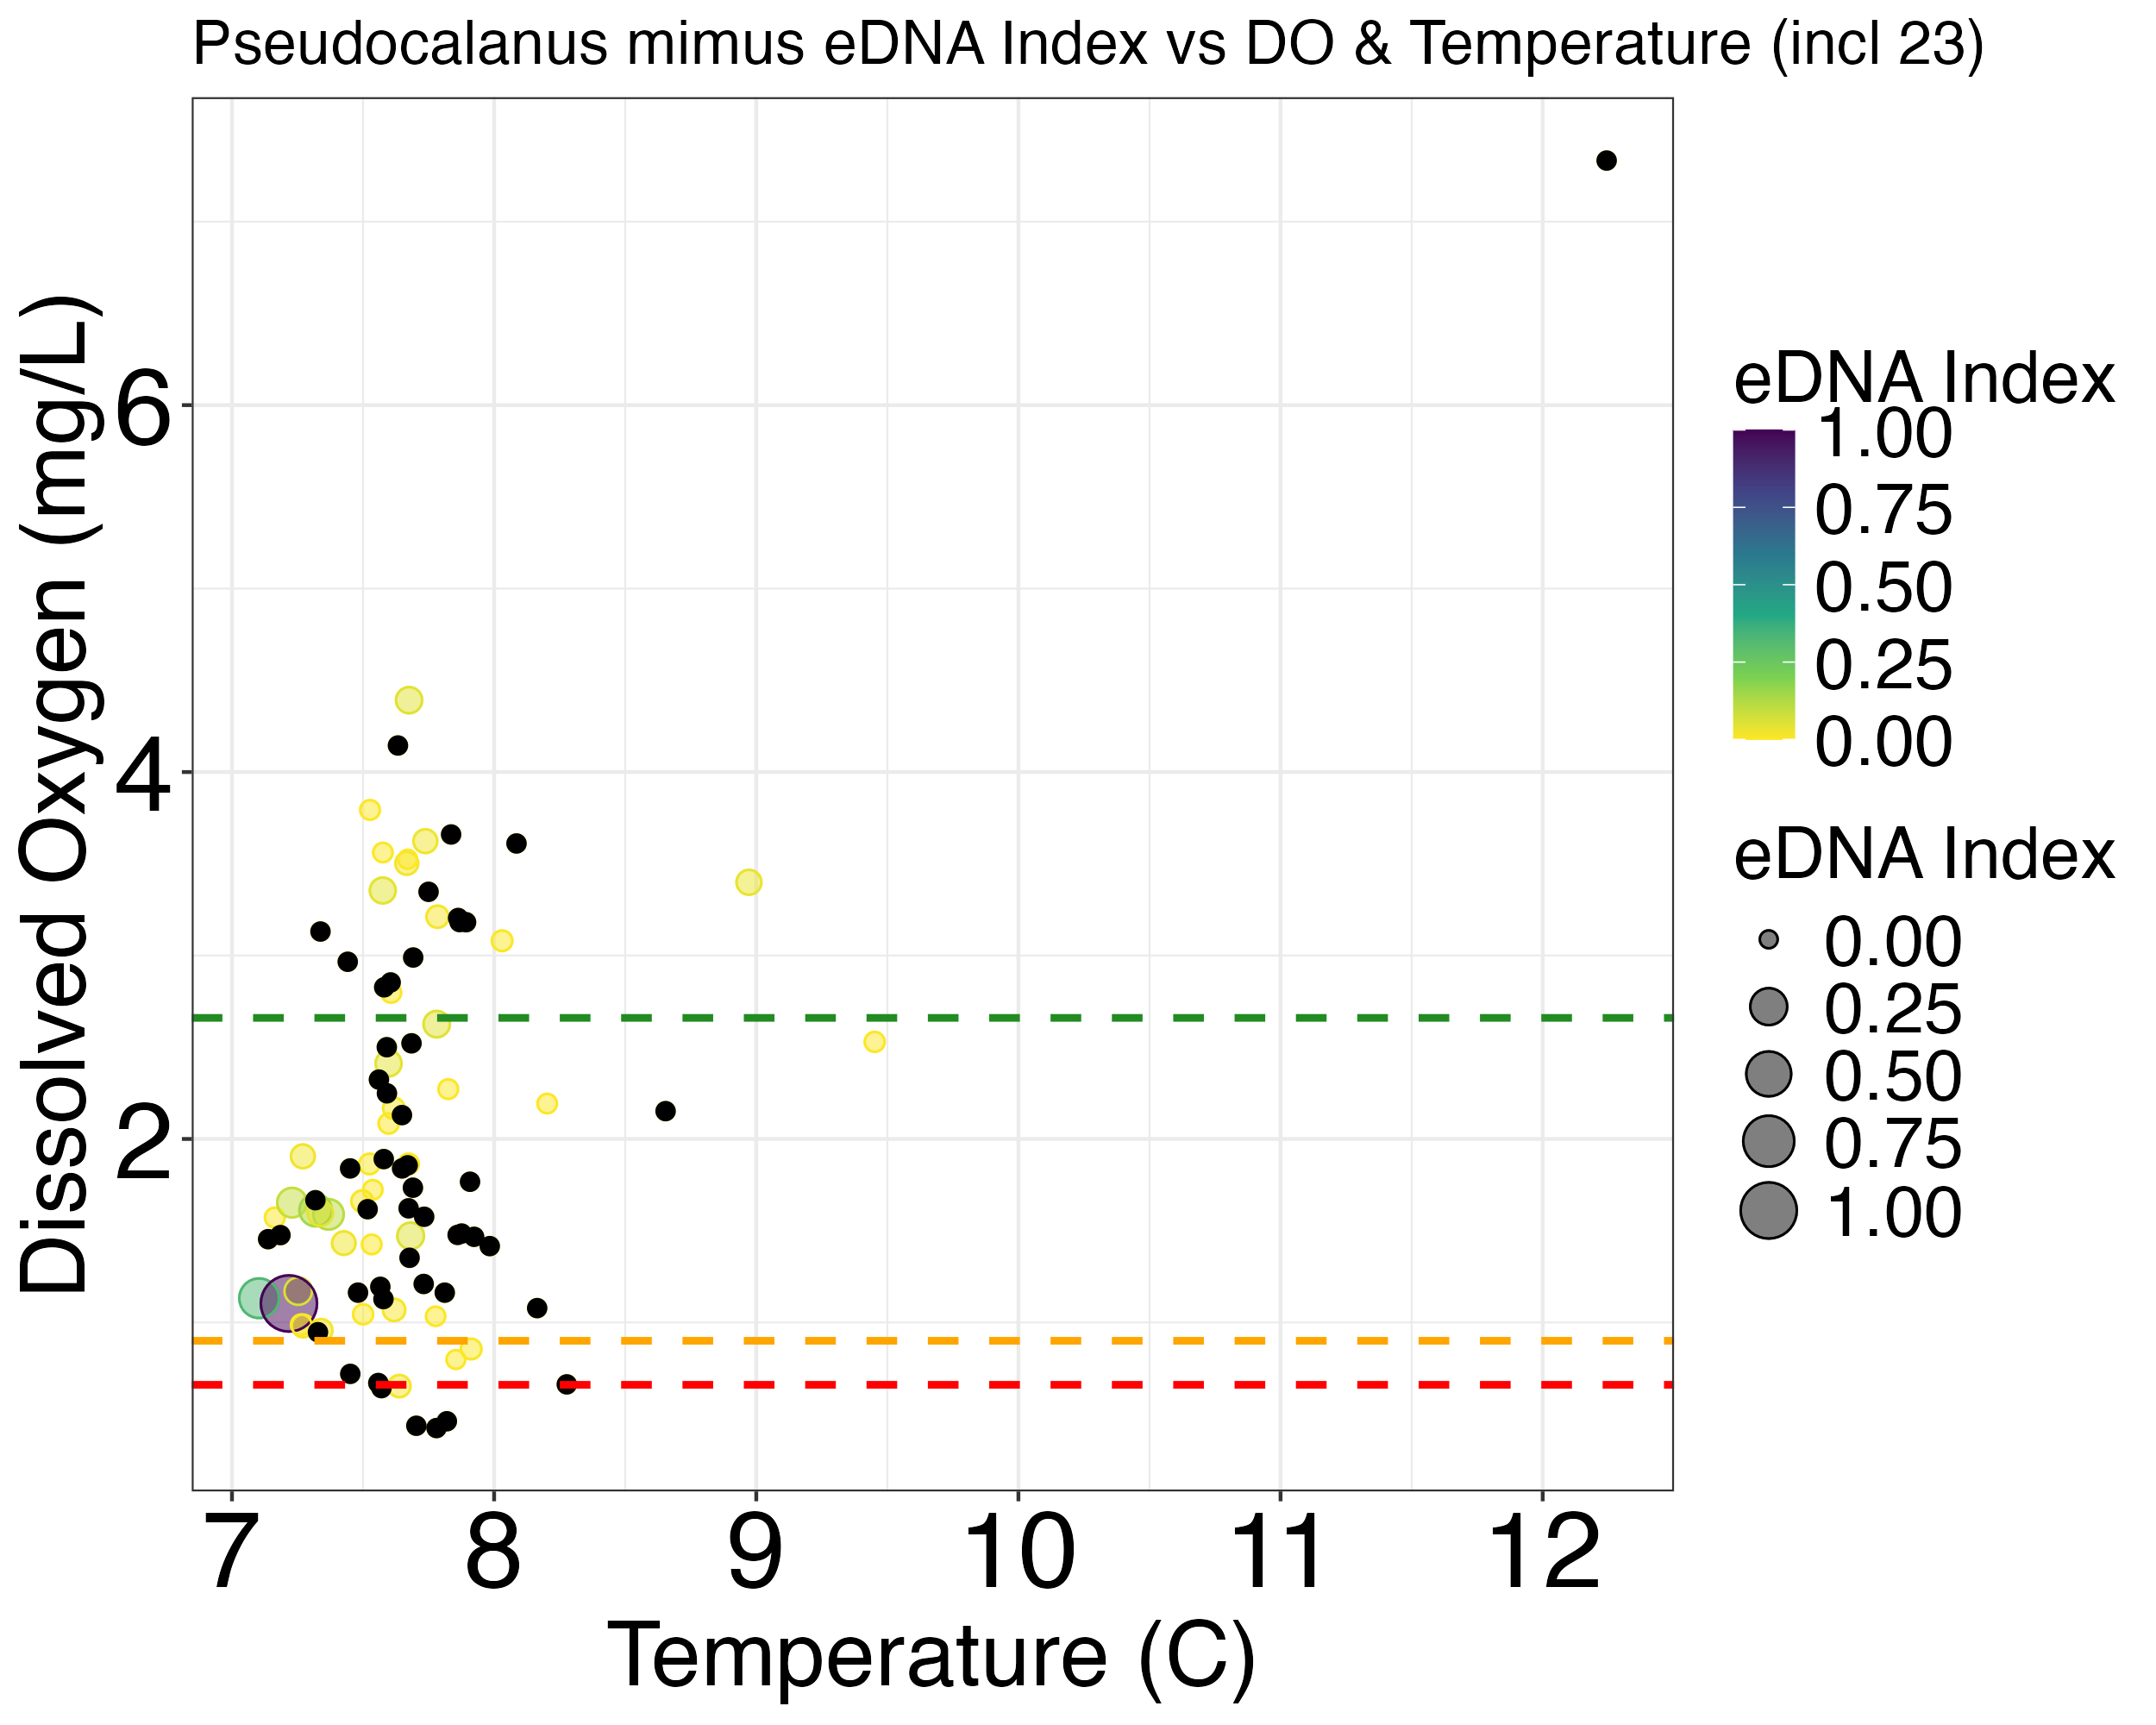 Pseudocalanus mimus eDNA Index vs DO & Temperature (incl 23)
Dissolved Oxygen (mg/L)
6
4
2
7 8 9 10 11 12
Temperature (C)
eDNA Index
1.00
0.75
0.50
0.25
0.00
eDNA Index
0.00
0.25
0.50
0.75
1.00